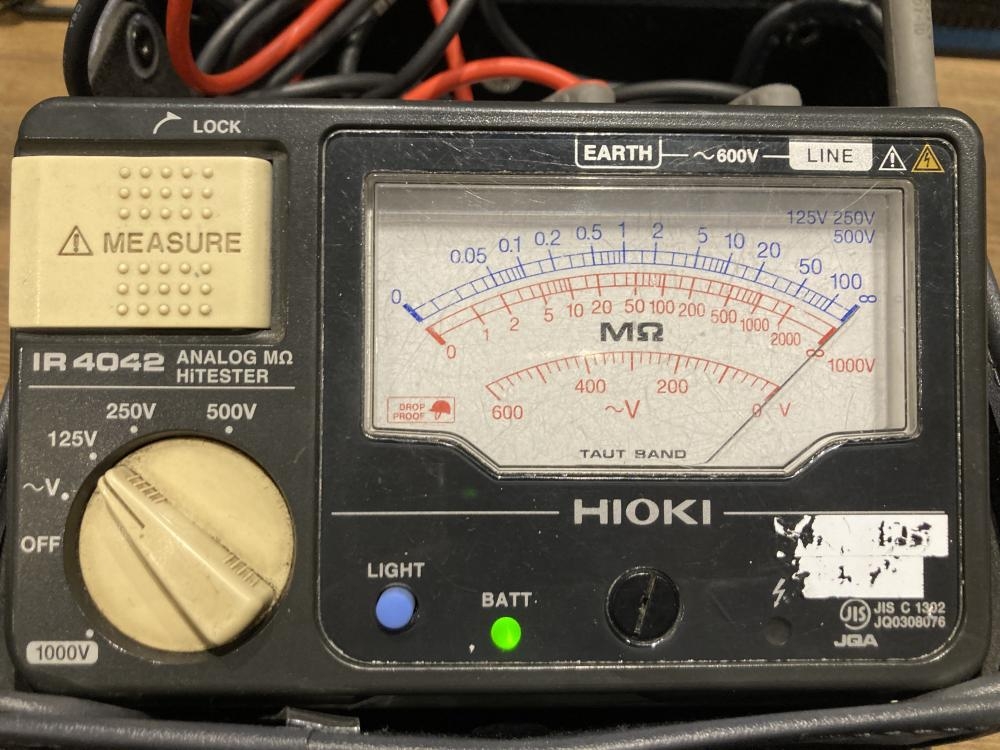 LOCK
MEASURE
IR 4042 ANALOG MΩ
HiTESTER
125V 250V 500V
~V
OFF
1000V
EARTH ~600V LINE
125V 250V
500V
0 0.05 0.1 0.2 0.5 1 2 5 10 20 50 100 ∞
0 1 2 5 10 20 50 100 200 500 1000 2000 ∞
1000V
MΩ
600 400 200 0 V
~V
DROP
PROOF
TAUT BAND
HIOKI
LIGHT
BATT
JIS JIS C 1302
JQ0308076
JQA